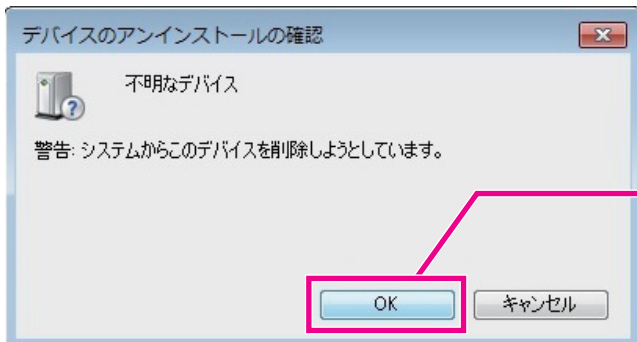 デバイスのアンインストールの確認
不明なデバイス
警告: システムからこのデバイスを削除しようとしています。
OK
キャンセル